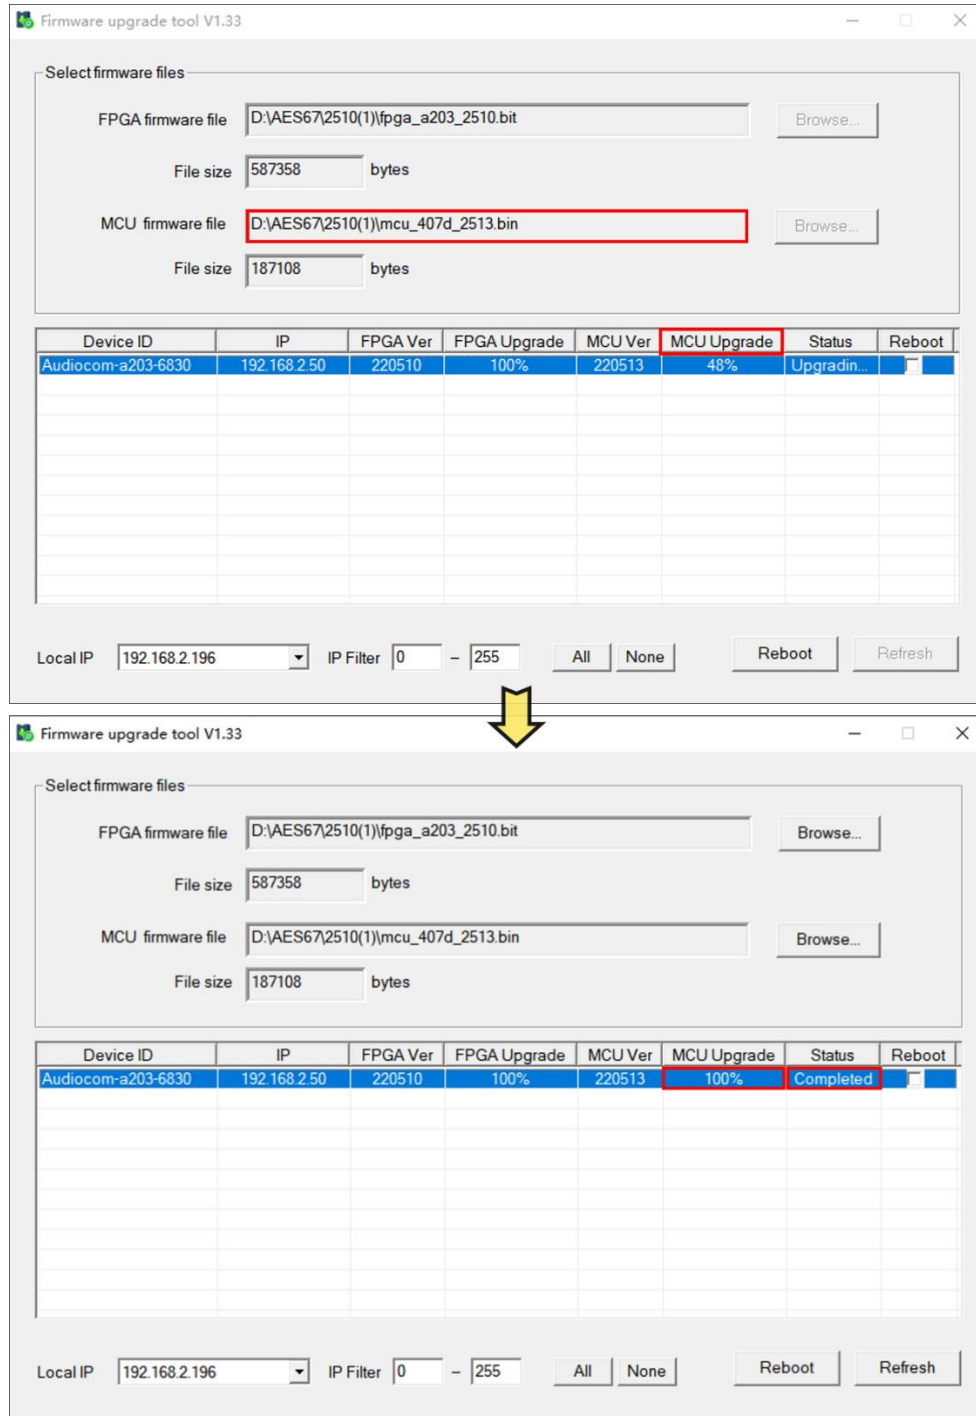 Firmware upgrade tool V1.33
Select firmware files
FPGA firmware file D:\AES67\2510(1)\fpga_a203_2510.bit Browse...
File size 587358 bytes
MCU firmware file D:\AES67\2510(1)\mcu_407d_2513.bin Browse...
File size 187108 bytes
Device ID IP FPGA Ver FPGA Upgrade MCU Ver MCU Upgrade Status Reboot
Audiocom-a203-6830 192.168.2.50 220510 100% 220513 48% Upgradin...
Local IP 192.168.2.196 IP Filter 0 – 255 All None Reboot Refresh
Firmware upgrade tool V1.33
Select firmware files
FPGA firmware file D:\AES67\2510(1)\fpga_a203_2510.bit Browse...
File size 587358 bytes
MCU firmware file D:\AES67\2510(1)\mcu_407d_2513.bin Browse...
File size 187108 bytes
Device ID IP FPGA Ver FPGA Upgrade MCU Ver MCU Upgrade Status Reboot
Audiocom-a203-6830 192.168.2.50 220510 100% 220513 100% Completed
Local IP 192.168.2.196 IP Filter 0 – 255 All None Reboot Refresh